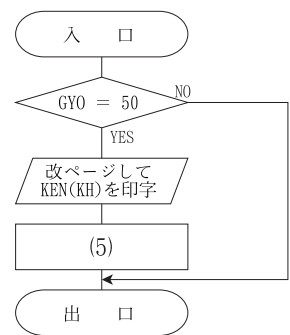 入　口
GYO = 50
NO
YES
改ページして
KEN(KH)を印字
(5)
出　口